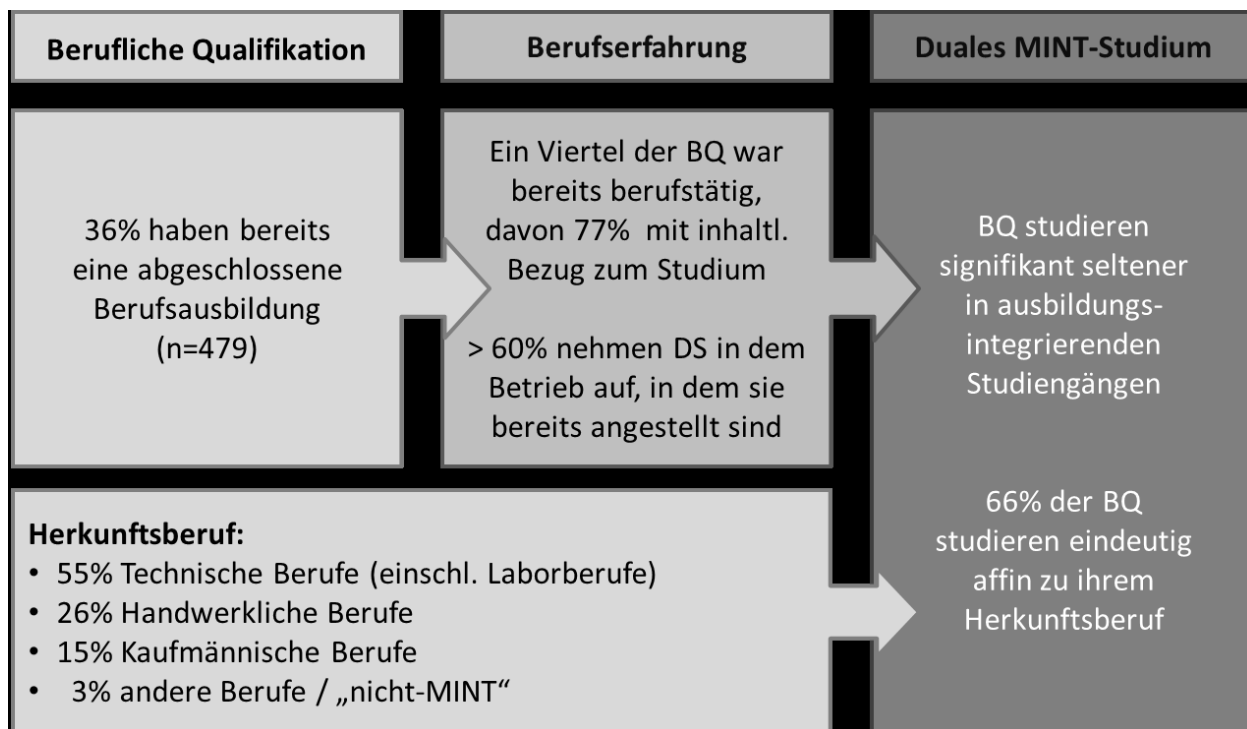 Berufliche Qualifikation
Berufserfahrung
Duales MINT-Studium
36% haben bereits
eine abgeschlossene
Berufsausbildung
(n=479)
Ein Viertel der BQ war
bereits berufstätig,
davon 77% mit inhaltl.
Bezug zum Studium
> 60% nehmen DS in dem
Betrieb auf, in dem sie
bereits angestellt sind
BQ studieren
signifikant seltener
in ausbildungs-
integrierenden
Studiengängen
66% der BQ
studieren eindeutig
affin zu ihrem
Herkunftsberuf
Herkunftsberuf:
• 55% Technische Berufe (einschl. Laborberufe)
• 26% Handwerkliche Berufe
• 15% Kaufmännische Berufe
• 3% andere Berufe / „nicht-MINT“